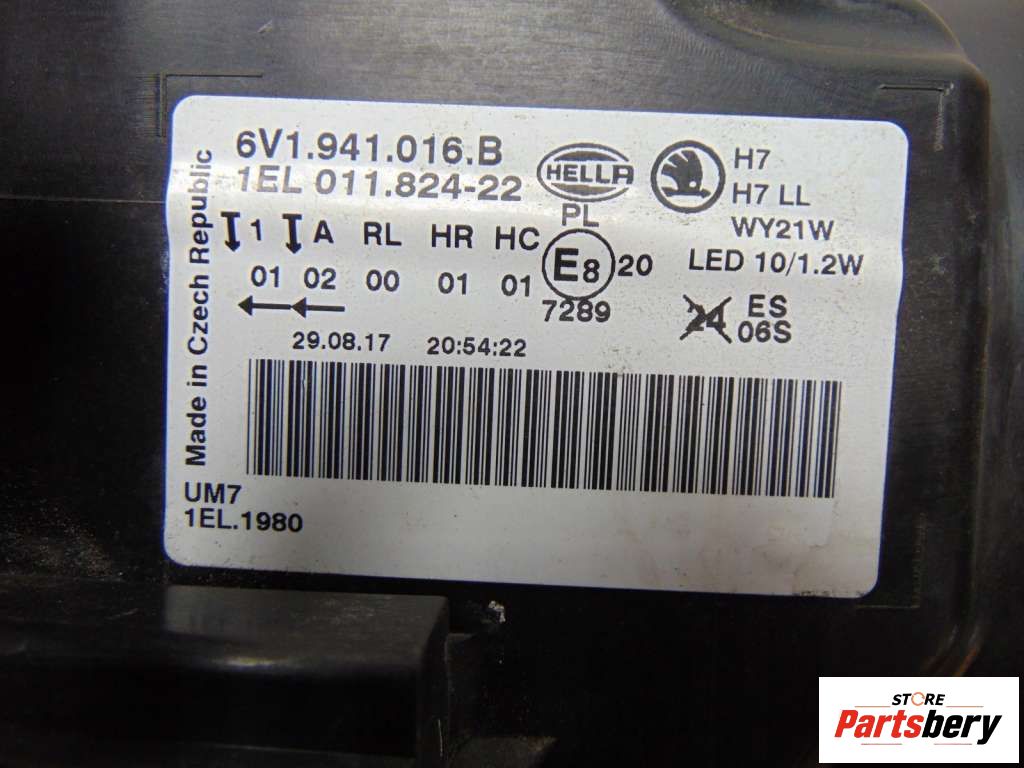 6V1.941.016.B
1EL 011.824-22
HELLA
PL
H7
H7 LL
WY21W
LED 10/1.2W
1 A RL HR HC
01 02 00 01 01
E8 20
7289
24 ES
06S
29.08.17 20:54:22
Made in Czech Republic
UM7
1EL.1980
STORE
Partsbery